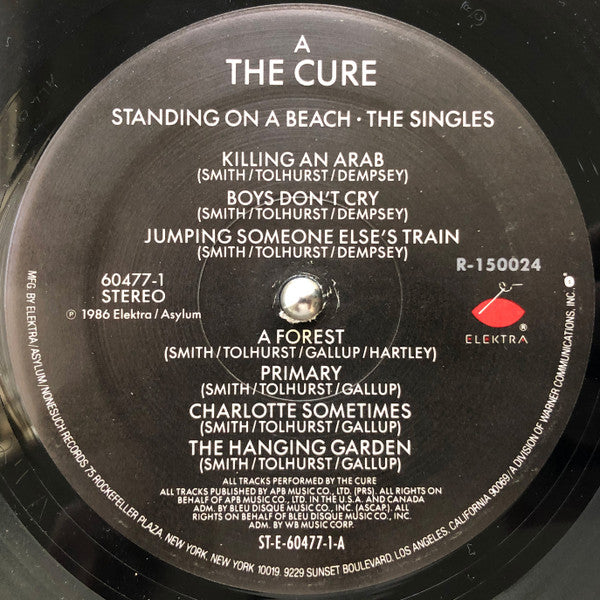 A
THE CURE
STANDING ON A BEACH • THE SINGLES
KILLING AN ARAB
(SMITH/TOLHURST/DEMPSEY)
BOYS DON'T CRY
(SMITH/TOLHURST/DEMPSEY)
JUMPING SOMEONE ELSE'S TRAIN
(SMITH/TOLHURST/DEMPSEY)
60477-1
STEREO
℗ 1986 Elektra/Asylum
R-150024
ELEKTRA®
A FOREST
(SMITH/TOLHURST/GALLUP/HARTLEY)
PRIMARY
(SMITH/TOLHURST/GALLUP)
CHARLOTTE SOMETIMES
(SMITH/TOLHURST/GALLUP)
THE HANGING GARDEN
(SMITH/TOLHURST/GALLUP)
ALL TRACKS PERFORMED BY THE CURE
ALL TRACKS PUBLISHED BY APB MUSIC CO., LTD. (PRS). ALL RIGHTS ON
BEHALF OF APB MUSIC CO., LTD. IN THE U.S.A. AND CANADA
ADM. BY BLEU DISQUE MUSIC CO., INC. (ASCAP). ALL
RIGHTS ON BEHALF OF BLEU DISQUE MUSIC CO., INC.
ADM. BY WB MUSIC CORP.
ST-E-60477-1-A
MFG. BY ELEKTRA/ASYLUM/NONESUCH RECORDS, 75 ROCKEFELLER PLAZA, NEW YORK, NEW YORK 10019. 9229 SUNSET BOULEVARD, LOS ANGELES, CALIFORNIA 90069/A DIVISION OF WARNER COMMUNICATIONS, INC.